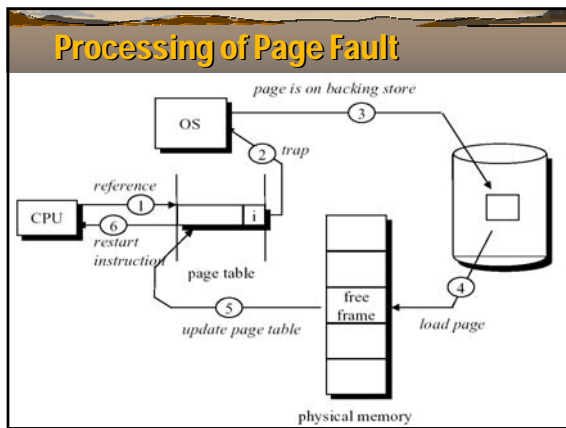 Processing of Page Fault
page is on backing store
OS
3
2
trap
reference
1
CPU
i
6
restart
instruction
page table
free
frame
4
5
update page table
load page
physical memory